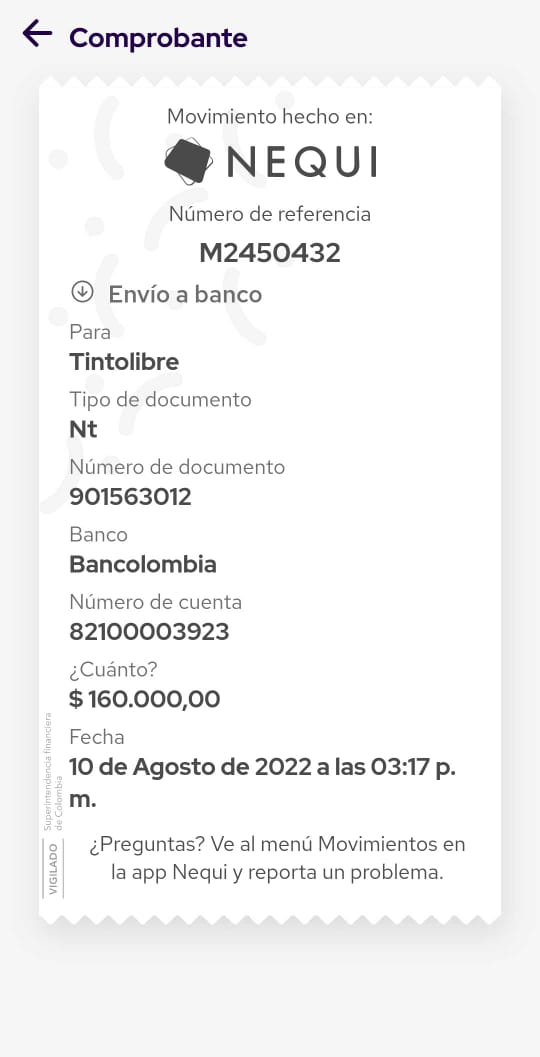 Comprobante
Movimiento hecho en:
NEQUI
Número de referencia
M2450432
Envío a banco
Para
Tintolibre
Tipo de documento
Nt
Número de documento
901563012
Banco
Bancolombia
Número de cuenta
82100003923
¿Cuánto?
$ 160.000,00
Fecha
10 de Agosto de 2022 a las 03:17 p.
m.
¿Preguntas? Ve al menú Movimientos en
la app Nequi y reporta un problema.
VIGILADO
Superintendencia financiera
de Colombia